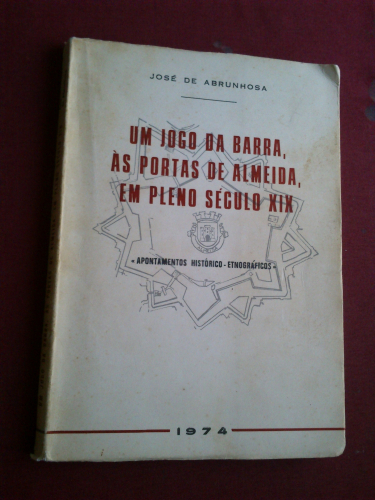 JOSÉ DE ABRUNHOSA
UM JOGO DA BARRA,
ÀS PORTAS DE ALMEIDA,
EM PLENO SÉCULO XIX
«APONTAMENTOS HISTÓRICO-ETNOGRÁFICOS»
1974